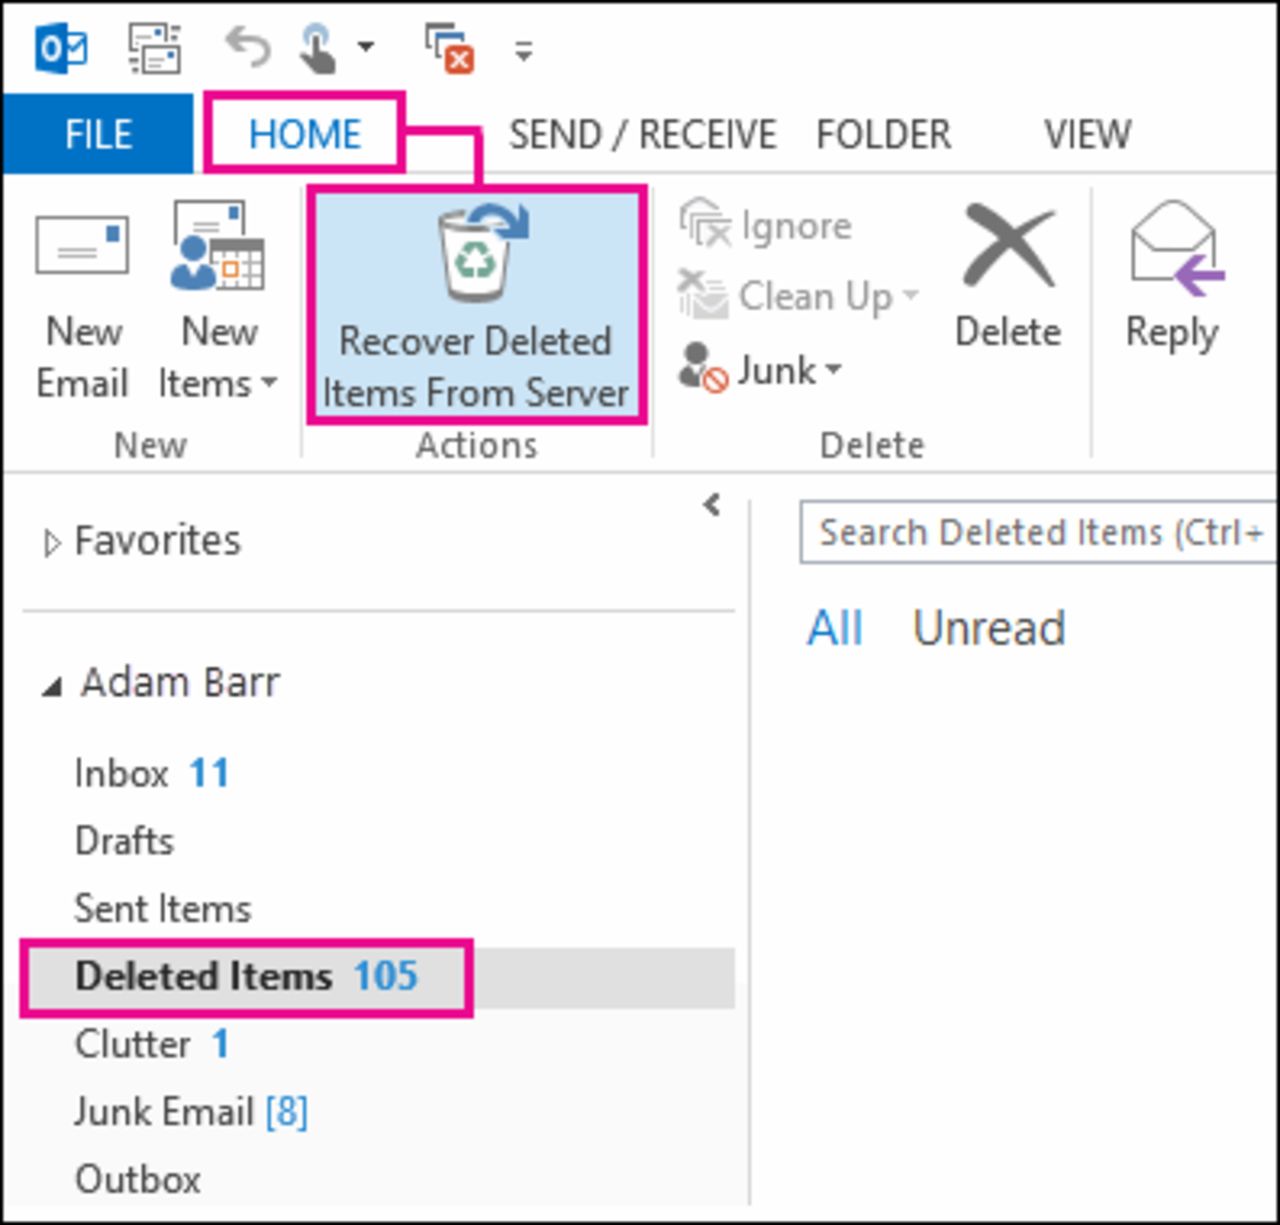 FILE HOME SEND / RECEIVE FOLDER VIEW
New
Email
New
Items
New
Recover Deleted
Items From Server
Actions
Ignore
Clean Up
Junk
Delete
Delete
Reply
Favorites
Adam Barr
Inbox 11
Drafts
Sent Items
Deleted Items 105
Clutter 1
Junk Email [8]
Outbox
Search Deleted Items (Ctrl+
All Unread